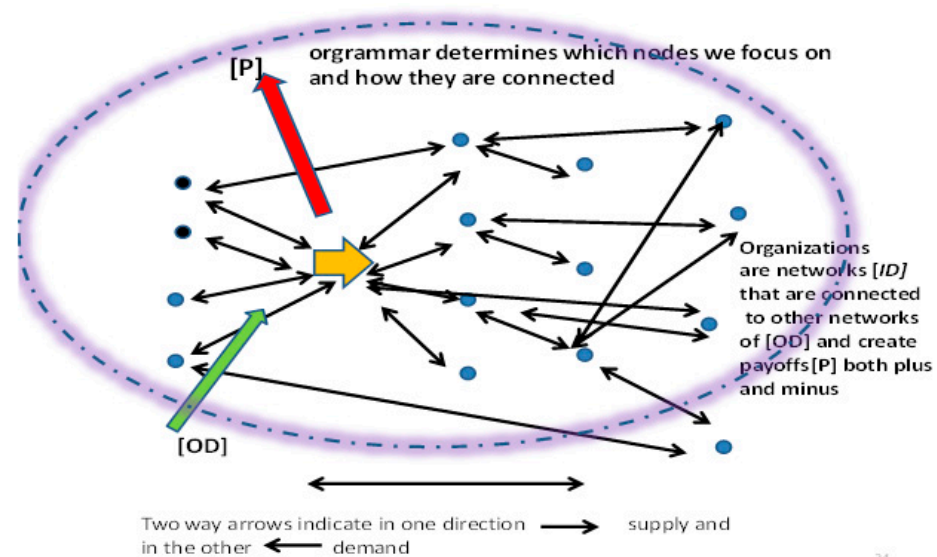 orgrammar determines which nodes we focus on
[P]
and how they are connected
Organizations
are networks [ID]
that are connected
to other networks
of [OD] and create
payoffs[P] both plus
and minus
[OD]
Two way arrows indicate in one direction supply and
in the other demand